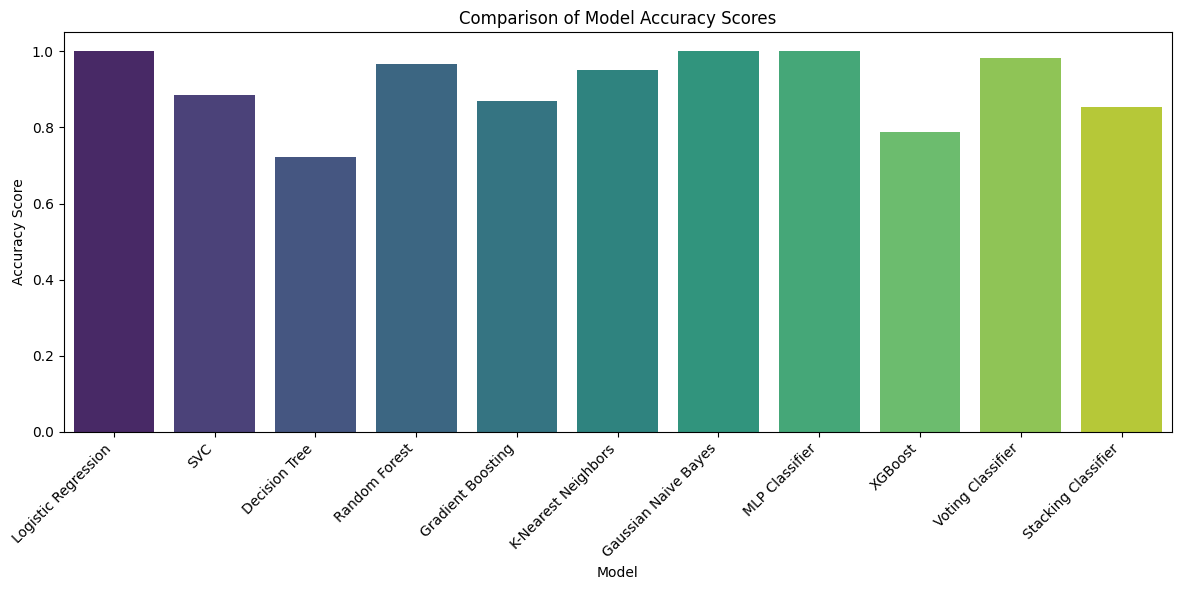 Comparison of Model Accuracy Scores
Accuracy Score
1.0
0.8
0.6
0.4
0.2
0.0
Logistic Regression
SVC
Decision Tree
Random Forest
Gradient Boosting
K-Nearest Neighbors
Gaussian Naive Bayes
MLP Classifier
XGBoost
Voting Classifier
Stacking Classifier
Model